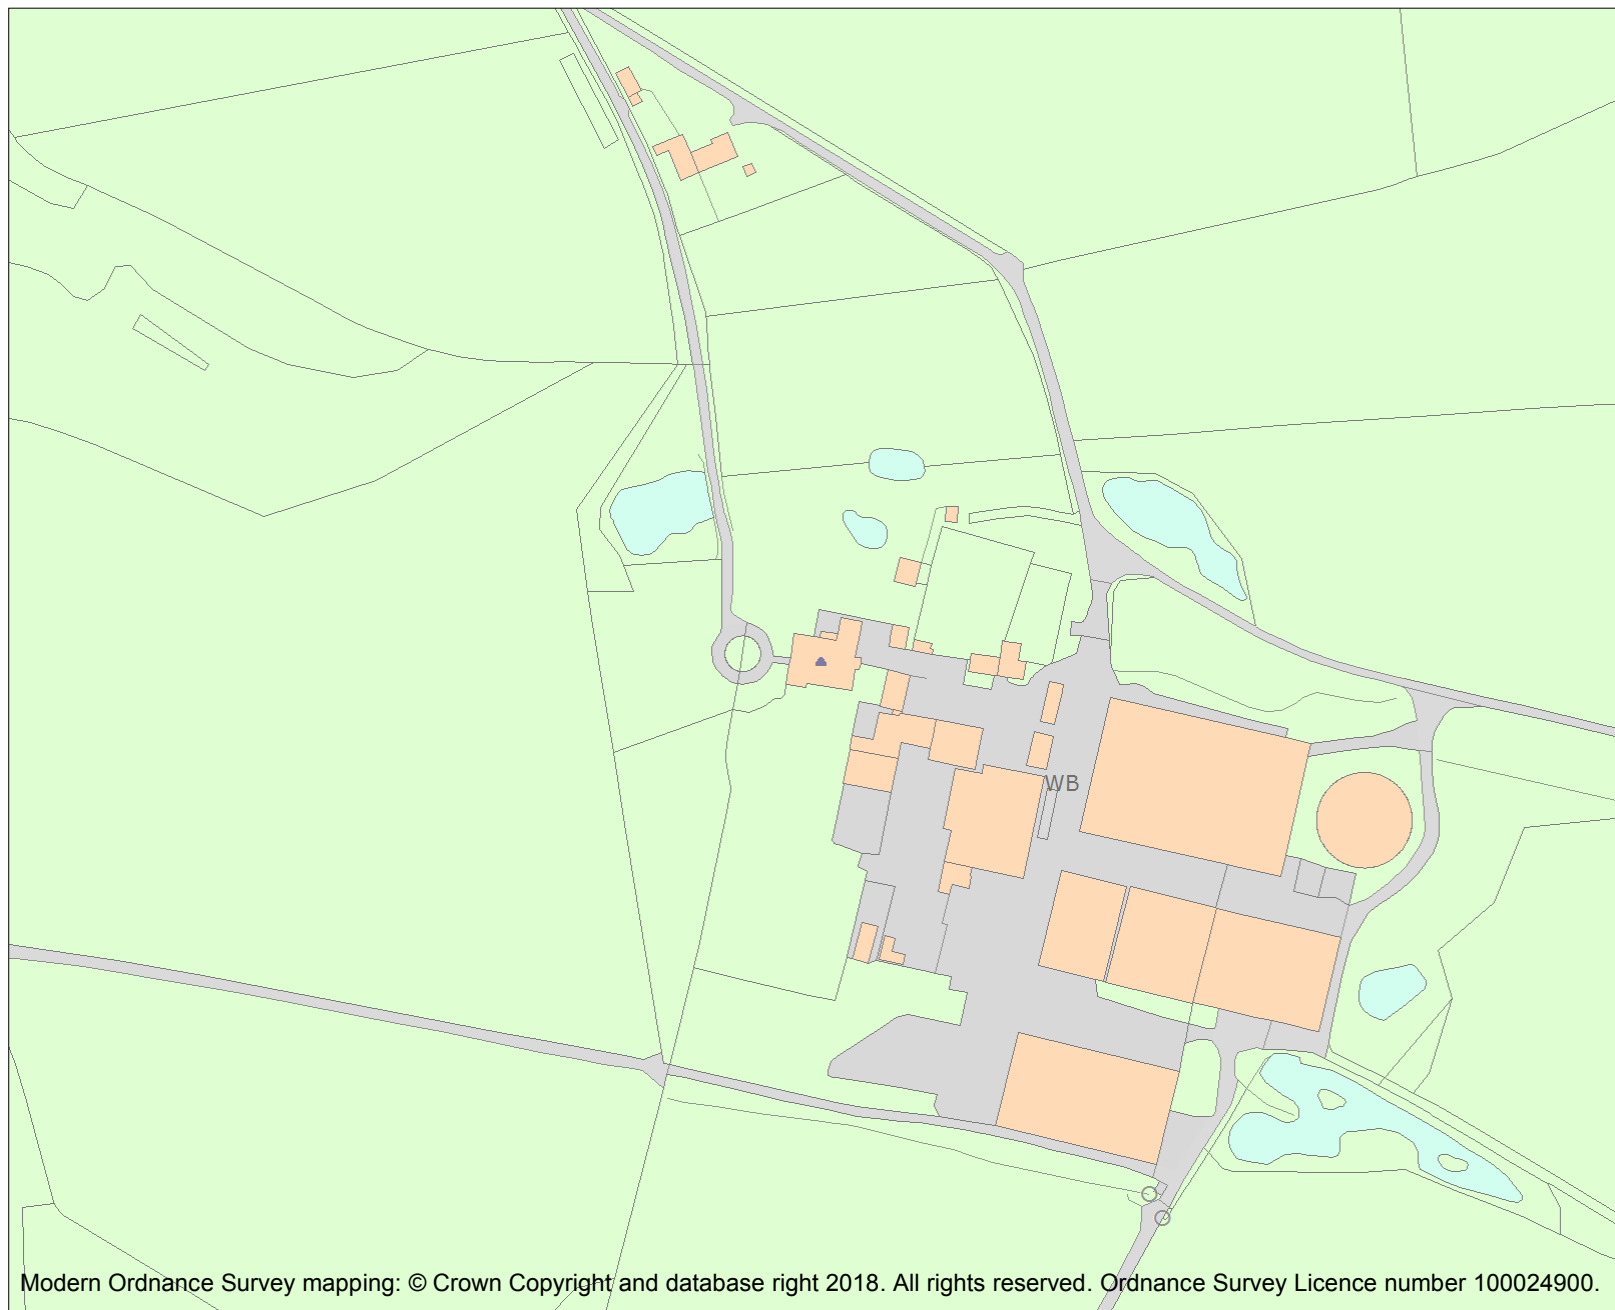 WB
Modern Ordnance Survey mapping: © Crown Copyright and database right 2018. All rights reserved. Ordnance Survey Licence number 100024900.